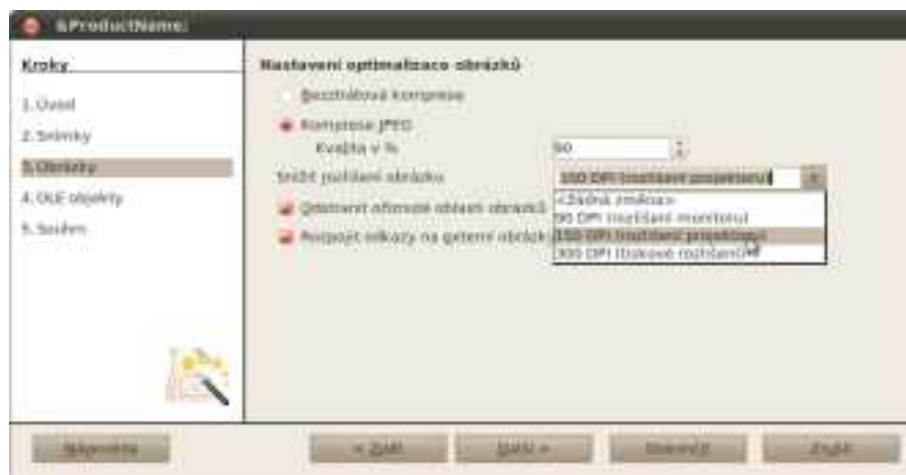 &ProductName;
Kroky
1. Úvod
2. Snímky
3. Obrázky
4. OLE objekty
5. Souhrn
Nastavení optimalizace obrázků
Bezztrátová komprese
Komprese JPEG
Kvalita v %
90
Snížit rozlišení obrázku
150 DPI (rozlišení projektoru)
<žádná změna>
90 DPI (rozlišení monitoru)
150 DPI (rozlišení projektoru)
300 DPI (tiskové rozlišení)
Odstranit oříznuté oblasti obrázků
Rozpojit odkazy na externí
Nápověda
< Zpět
Další >
Dokončit
Zrušit